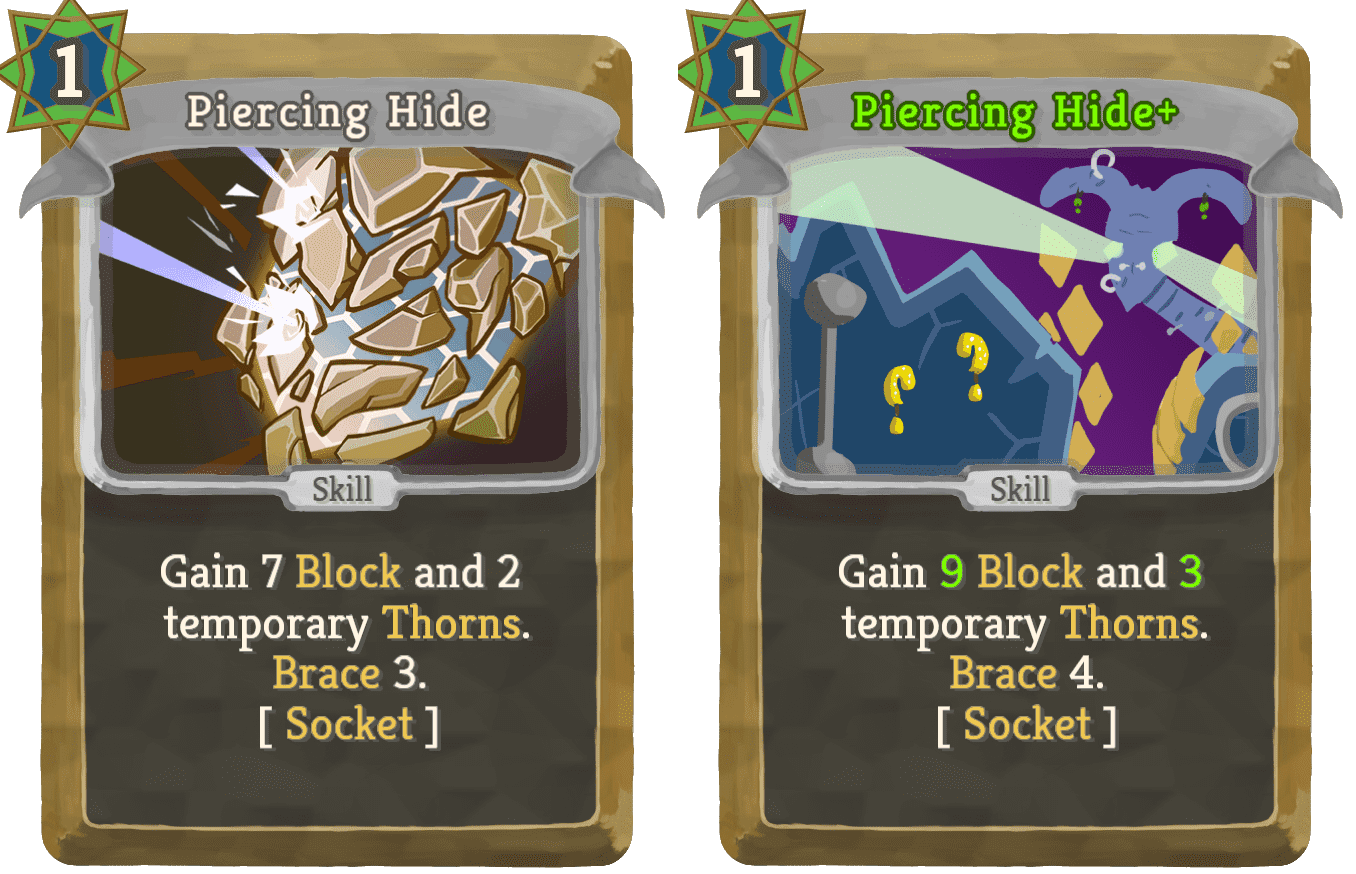 1
Piercing Hide
Skill
Gain 7 Block and 2
temporary Thorns.
Brace 3.
[ Socket ]
1
Piercing Hide+
Skill
Gain 9 Block and 3
temporary Thorns.
Brace 4.
[ Socket ]